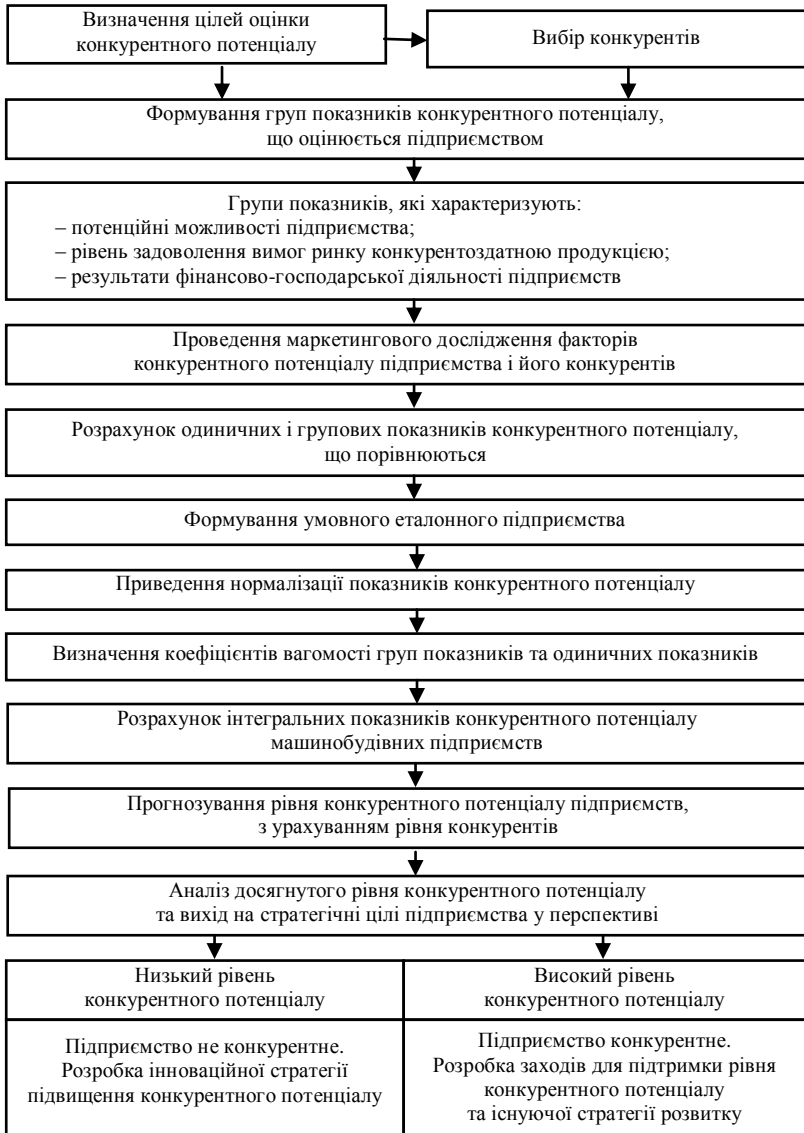 Визначення цілей оцінки
конкурентного потенціалу
Вибір конкурентів
Формування груп показників конкурентного потенціалу,
що оцінюється підприємством
Групи показників, які характеризують:
– потенційні можливості підприємства;
– рівень задоволення вимог ринку конкурентоздатною продукцією;
– результати фінансово-господарської діяльності підприємств
Проведення маркетингового дослідження факторів
конкурентного потенціалу підприємства і його конкурентів
Розрахунок одиничних і групових показників конкурентного потенціалу,
що порівнюються
Формування умовного еталонного підприємства
Приведення нормалізації показників конкурентного потенціалу
Визначення коефіцієнтів вагомості груп показників та одиничних показників
Розрахунок інтегральних показників конкурентного потенціалу
машинобудівних підприємств
Прогнозування рівня конкурентного потенціалу підприємств,
з урахуванням рівня конкурентів
Аналіз досягнутого рівня конкурентного потенціалу
та вихід на стратегічні цілі підприємства у перспективі
Низький рівень
конкурентного потенціалу
Високий рівень
конкурентного потенціалу
Підприємство не конкурентне.
Розробка інноваційної стратегії
підвищення конкурентного потенціалу
Підприємство конкурентне.
Розробка заходів для підтримки рівня
конкурентного потенціалу
та існуючої стратегії розвитку